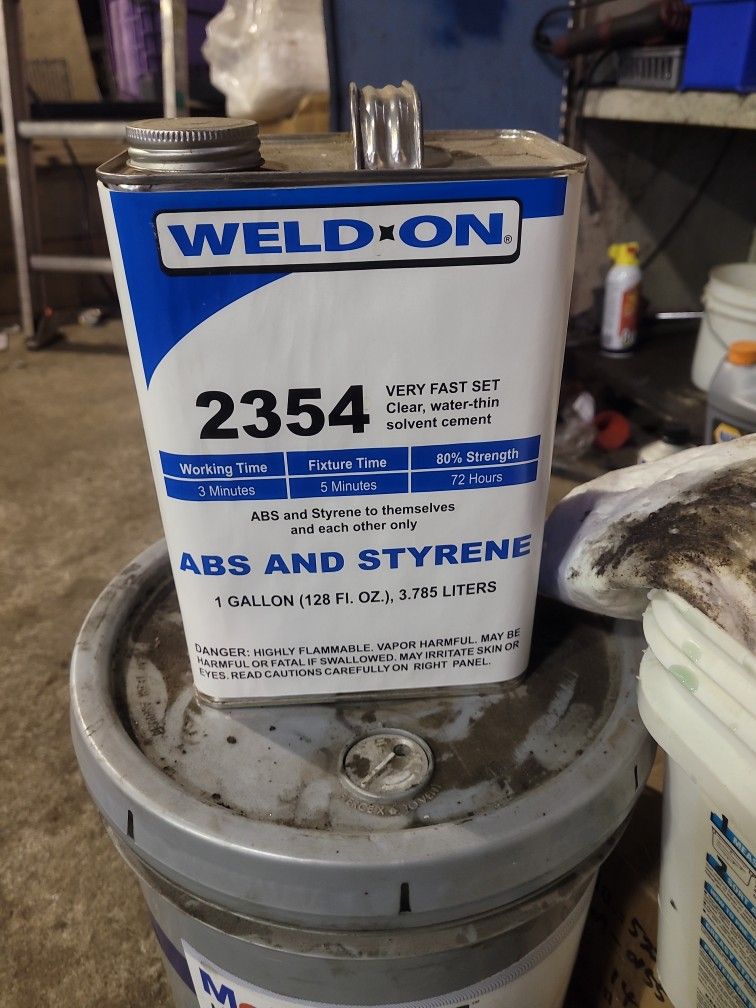 WELD-ON®
2354
VERY FAST SET
Clear, water-thin
solvent cement
Working Time Fixture Time 80% Strength
3 Minutes 5 Minutes 72 Hours
ABS and Styrene to themselves
and each other only
ABS AND STYRENE
1 GALLON (128 Fl. OZ.), 3.785 LITERS
DANGER: HIGHLY FLAMMABLE. VAPOR HARMFUL. MAY BE
HARMFUL OR FATAL IF SWALLOWED. MAY IRRITATE SKIN OR
EYES. READ CAUTIONS CAREFULLY ON RIGHT PANEL.